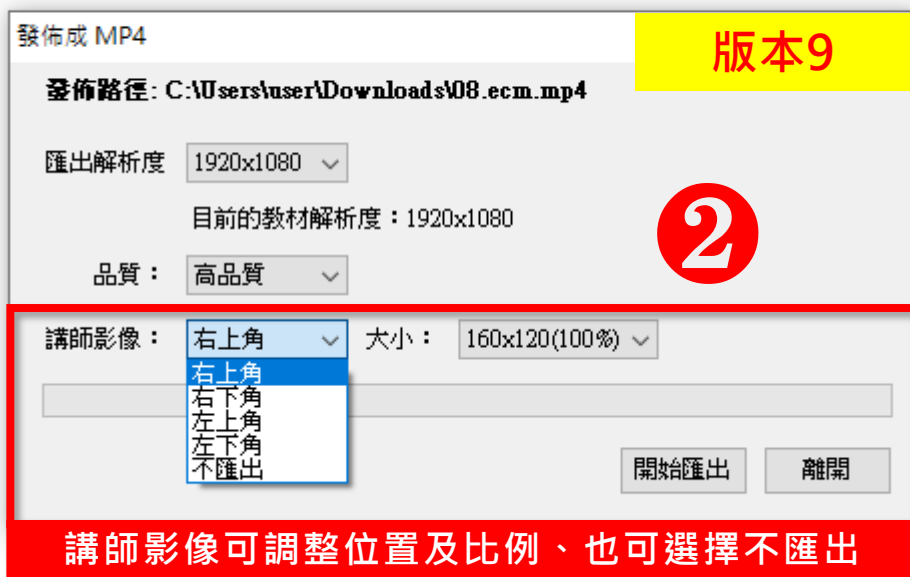 發佈成 MP4
版本9
發佈路徑: C:\Users\user\Downloads\08.ecm.mp4
匯出解析度 1920x1080
目前的教材解析度：1920x1080
2
品質： 高品質
講師影像： 右上角 大小： 160x120(100%)
右上角
右下角
左上角
左下角
不匯出
開始匯出 離開
講師影像可調整位置及比例、也可選擇不匯出